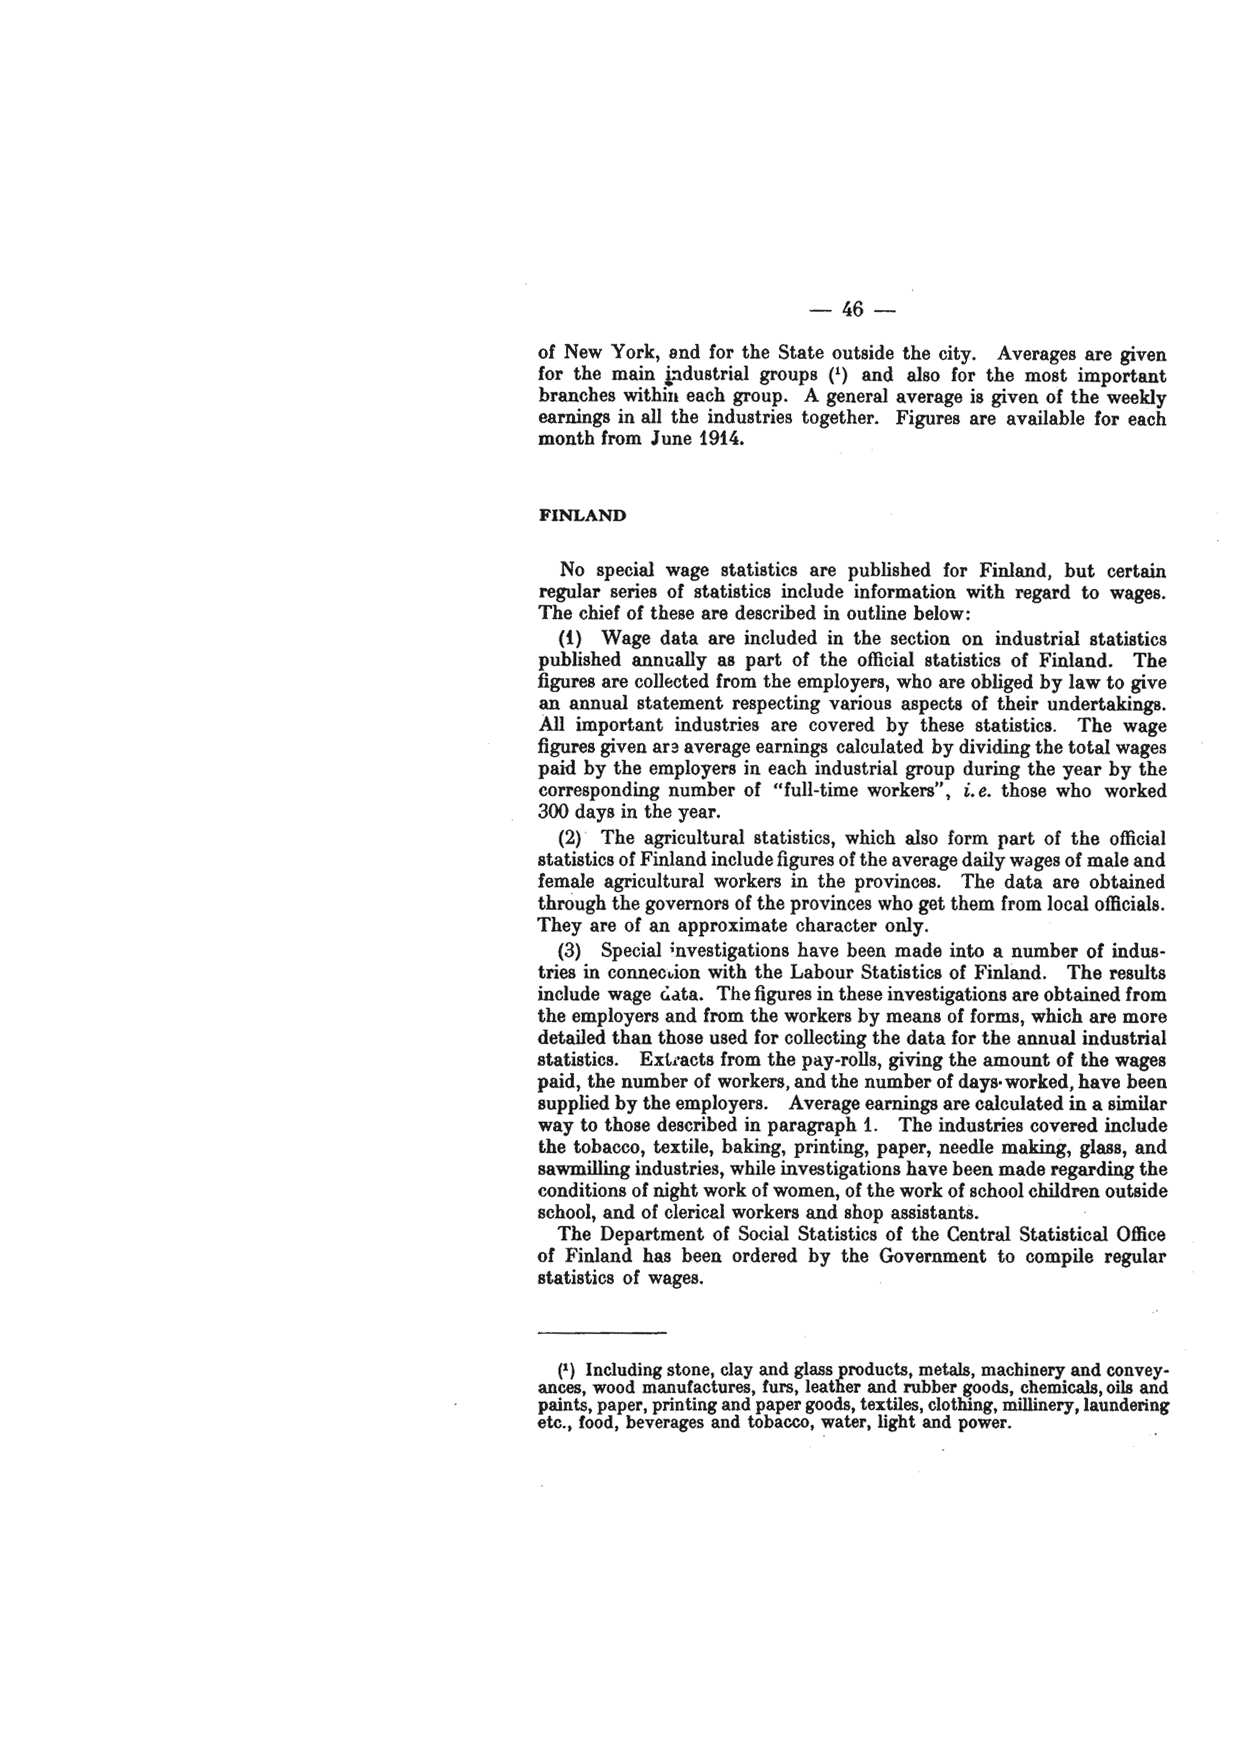 — 46 —
of New York, and for the State outside the city. Averages are given
for the main industrial groups (¹) and also for the most important
branches within each group. A general average is given of the weekly
earnings in all the industries together. Figures are available for each
month from June 1914.
FINLAND
No special wage statistics are published for Finland, but certain
regular series of statistics include information with regard to wages.
The chief of these are described in outline below:
(1) Wage data are included in the section on industrial statistics
published annually as part of the official statistics of Finland. The
figures are collected from the employers, who are obliged by law to give
an annual statement respecting various aspects of their undertakings.
All important industries are covered by these statistics. The wage
figures given are average earnings calculated by dividing the total wages
paid by the employers in each industrial group during the year by the
corresponding number of “full-time workers”, i.e. those who worked
300 days in the year.
(2) The agricultural statistics, which also form part of the official
statistics of Finland include figures of the average daily wages of male and
female agricultural workers in the provinces. The data are obtained
through the governors of the provinces who get them from local officials.
They are of an approximate character only.
(3) Special investigations have been made into a number of indus-
tries in connection with the Labour Statistics of Finland. The results
include wage data. The figures in these investigations are obtained from
the employers and from the workers by means of forms, which are more
detailed than those used for collecting the data for the annual industrial
statistics. Extracts from the pay-rolls, giving the amount of the wages
paid, the number of workers, and the number of days worked, have been
supplied by the employers. Average earnings are calculated in a similar
way to those described in paragraph 1. The industries covered include
the tobacco, textile, baking, printing, paper, needle making, glass, and
sawmilling industries, while investigations have been made regarding the
conditions of night work of women, of the work of school children outside
school, and of clerical workers and shop assistants.
The Department of Social Statistics of the Central Statistical Office
of Finland has been ordered by the Government to compile regular
statistics of wages.
(¹) Including stone, clay and glass products, metals, machinery and convey-
ances, wood manufactures, furs, leather and rubber goods, chemicals, oils and
paints, paper, printing and paper goods, textiles, clothing, millinery, laundering
etc., food, beverages and tobacco, water, light and power.